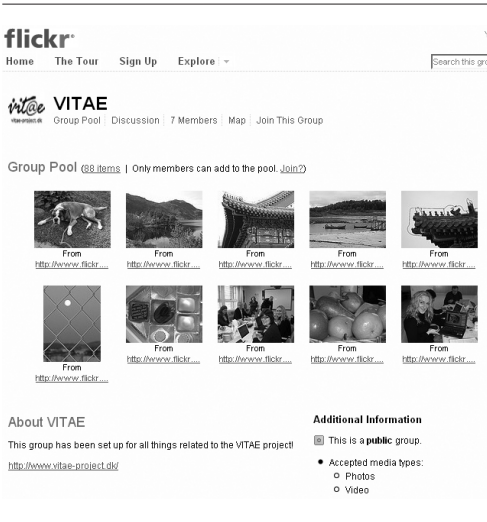 flickr
Home The Tour Sign Up Explore
Search this gro
vit@e VITAE
vitae-project.dk
Group Pool Discussion 7 Members Map Join This Group
Group Pool (88 items | Only members can add to the pool. Join?)
From From From From From
http://www.flickr.... http://www.flickr.... http://www.flickr.... http://www.flickr.... http://www.flickr....
From From From From From
http://www.flickr.... http://www.flickr.... http://www.flickr.... http://www.flickr.... http://www.flickr....
About VITAE
This group has been set up for all things related to the VITAE project!
http://www.vitae-project.dk/
Additional Information
This is a public group.
Accepted media types:
Photos
Video